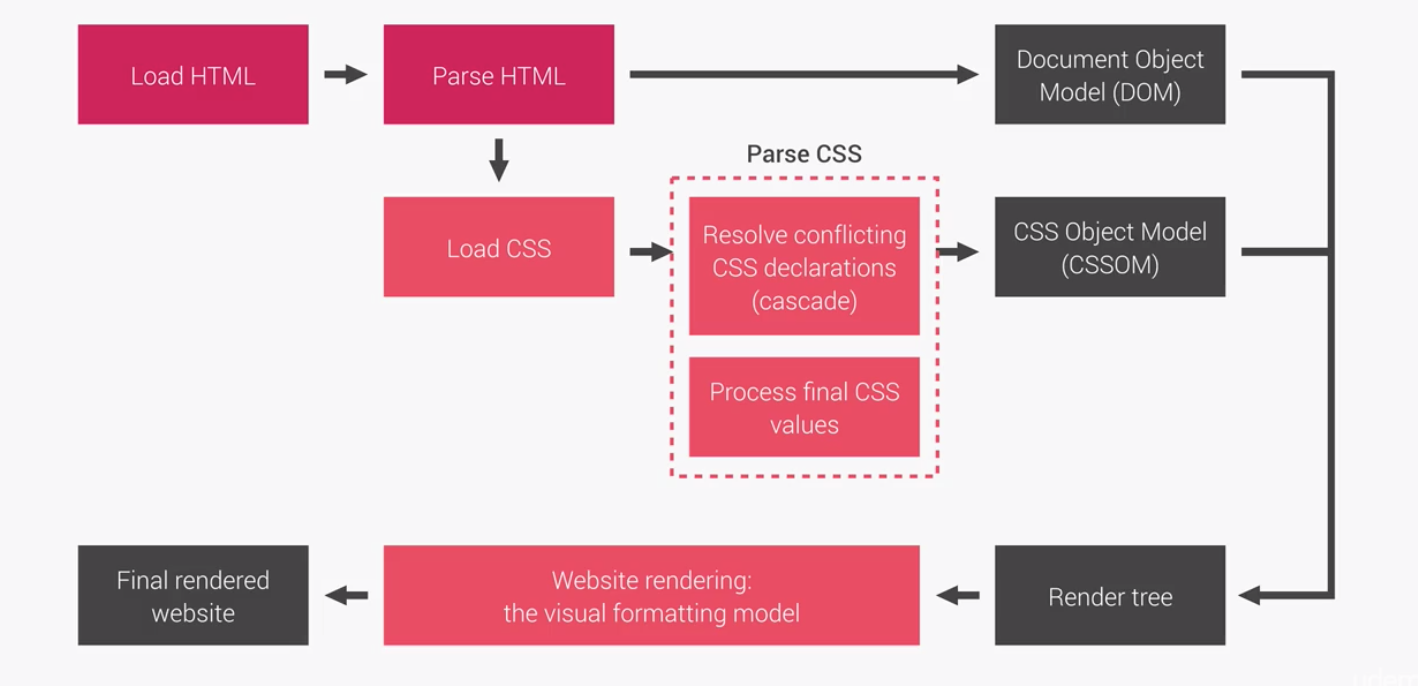 Load HTML
Parse HTML
Document Object
Model (DOM)
Parse CSS
Load CSS
Resolve conflicting
CSS declarations
(cascade)
CSS Object Model
(CSSOM)
Process final CSS
values
Final rendered
website
Website rendering:
the visual formatting model
Render tree